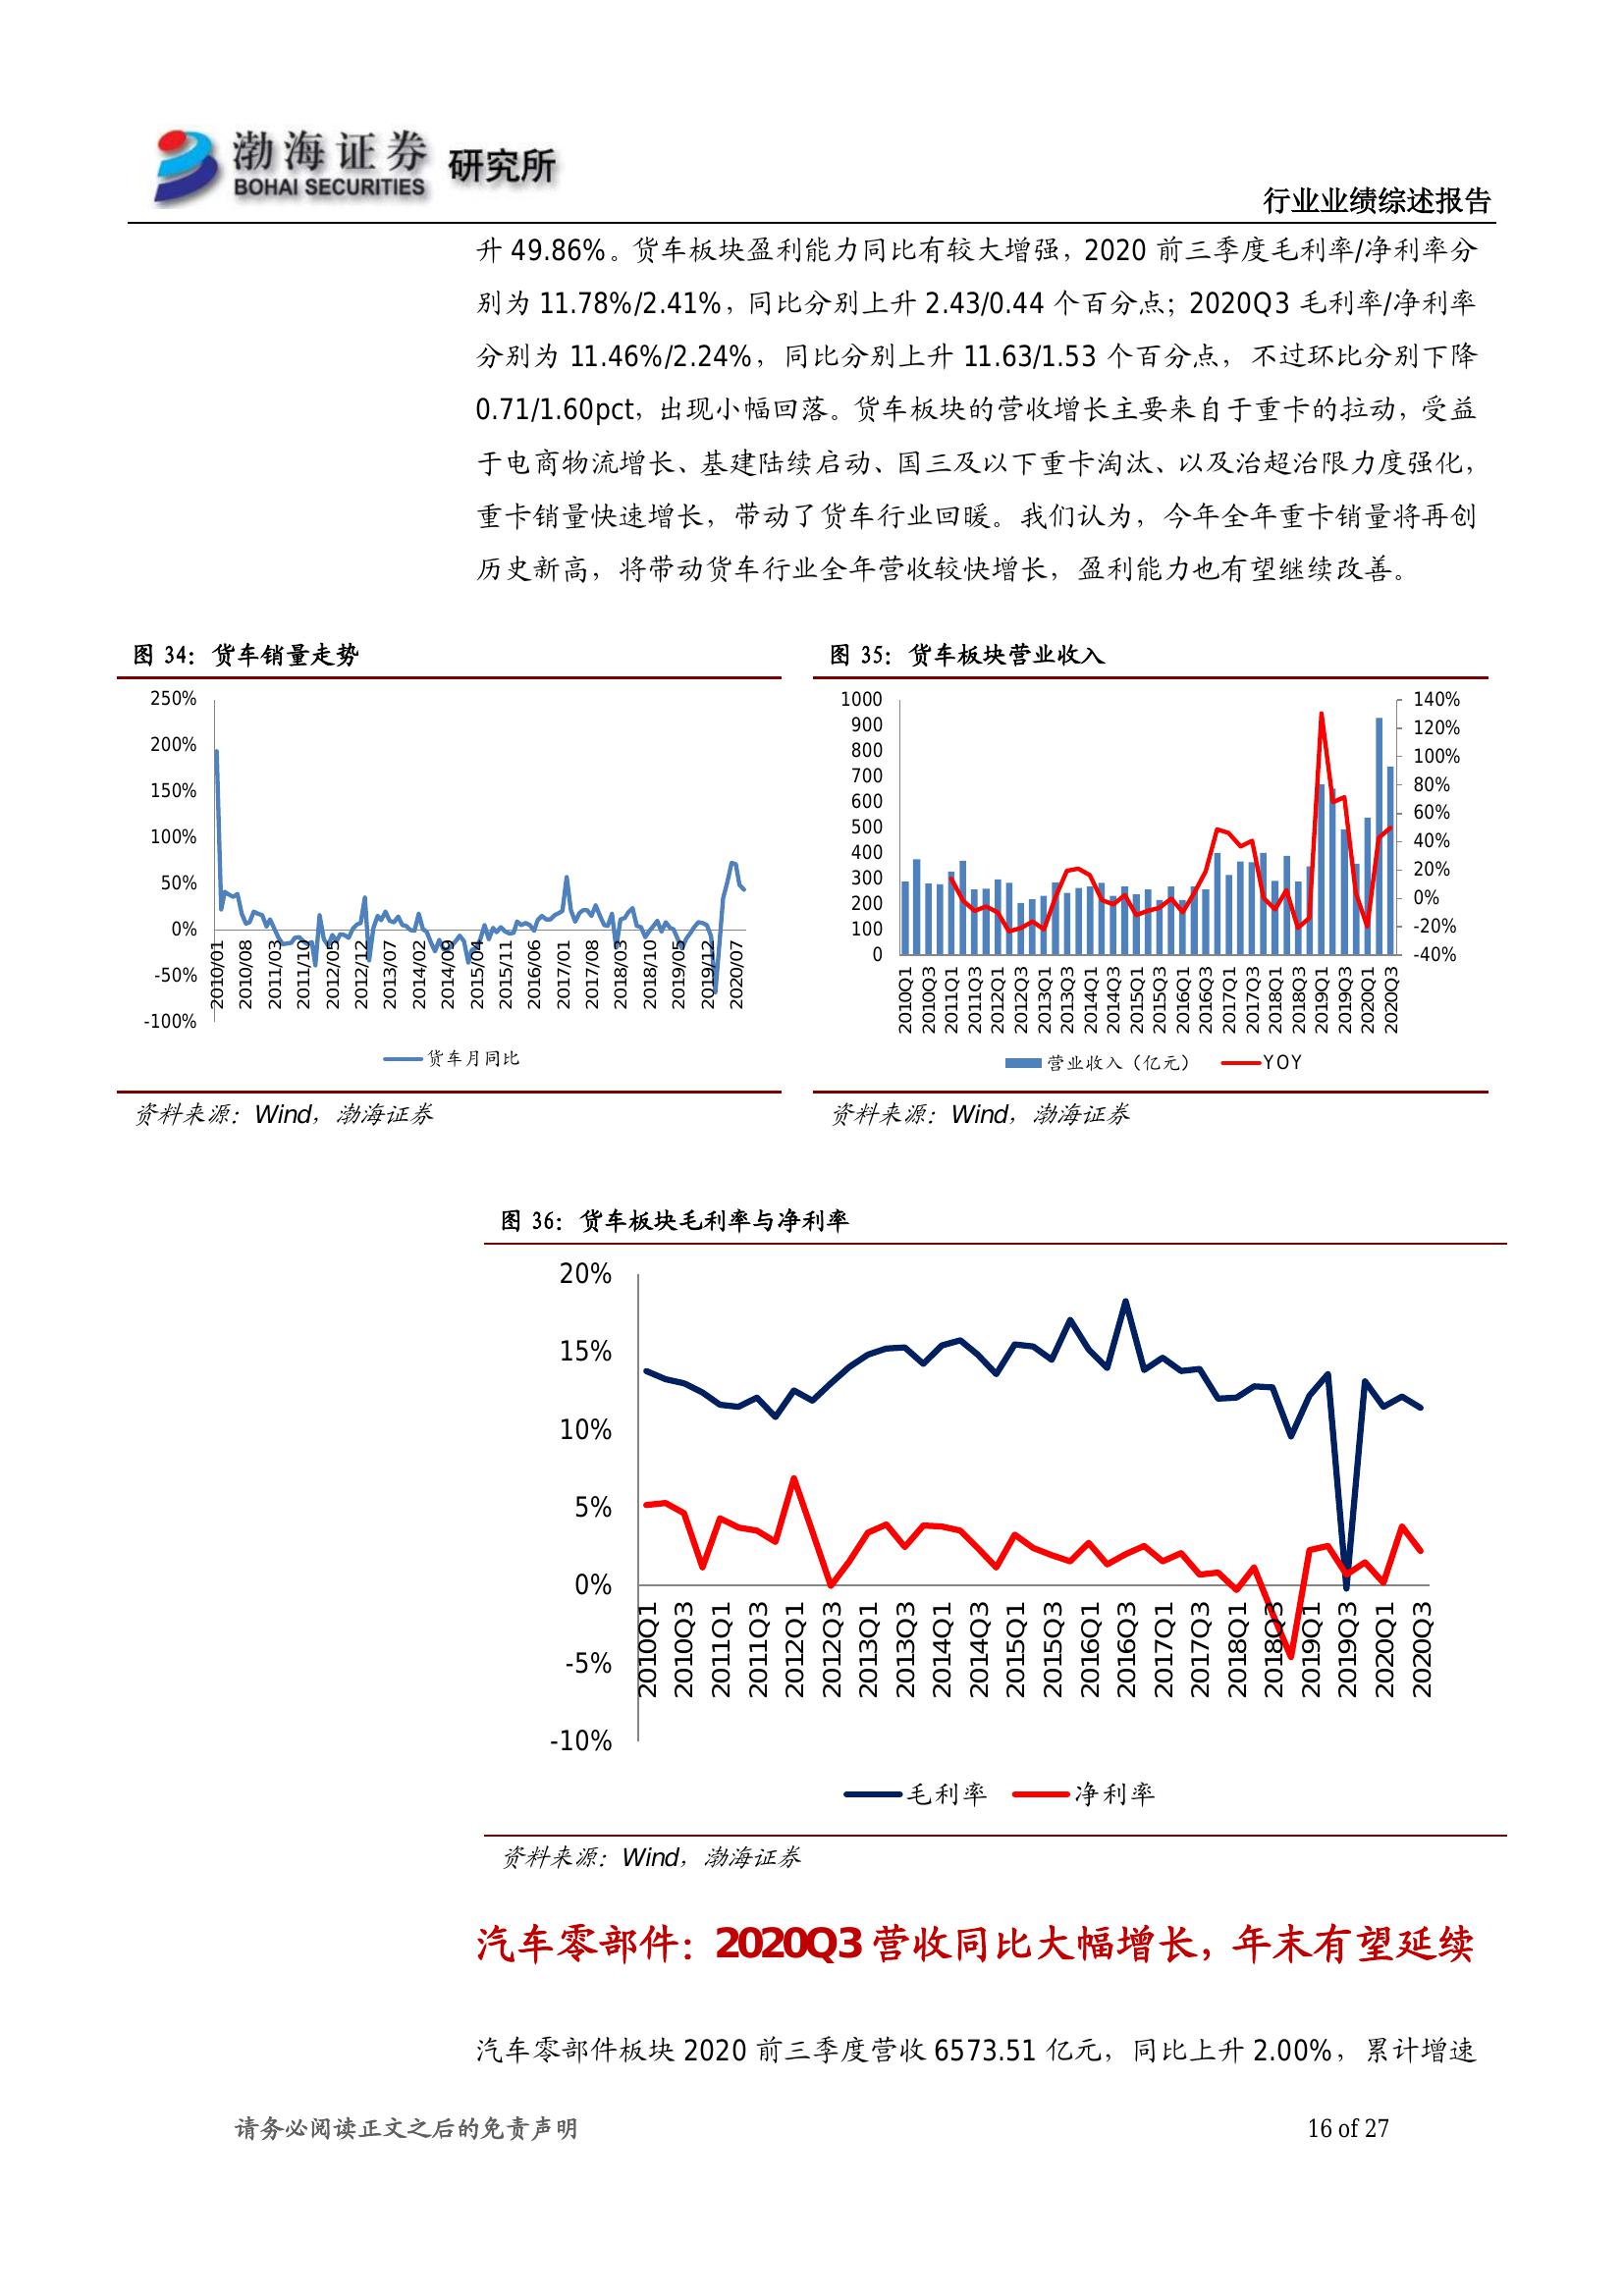 渤海证券 研究所
BOHAI SECURITIES
行业业绩综述报告
升 49.86%。货车板块盈利能力同比有较大增强，2020 前三季度毛利率/净利率分
别为 11.78%/2.41%，同比分别上升 2.43/0.44 个百分点；2020Q3 毛利率/净利率
分别为 11.46%/2.24%，同比分别上升 11.63/1.53 个百分点，不过环比分别下降
0.71/1.60pct，出现小幅回落。货车板块的营收增长主要来自于重卡的拉动，受益
于电商物流增长、基建陆续启动、国三及以下重卡淘汰、以及治超治限力度强化，
重卡销量快速增长，带动了货车行业回暖。我们认为，今年全年重卡销量将再创
历史新高，将带动货车行业全年营收较快增长，盈利能力也有望继续改善。
图 34：货车销量走势
250%
200%
150%
100%
50%
0%
-50%
-100%
2010/01
2010/08
2011/03
2011/10
2012/05
2012/12
2013/07
2014/02
2014/09
2015/04
2015/11
2016/06
2017/01
2017/08
2018/03
2018/10
2019/05
2019/12
2020/07
货车月同比
资料来源：Wind，渤海证券
图 35：货车板块营业收入
1000
900
800
700
600
500
400
300
200
100
0
140%
120%
100%
80%
60%
40%
20%
0%
-20%
-40%
2010Q1
2010Q3
2011Q1
2011Q3
2012Q1
2012Q3
2013Q1
2013Q3
2014Q1
2014Q3
2015Q1
2015Q3
2016Q1
2016Q3
2017Q1
2017Q3
2018Q1
2018Q3
2019Q1
2019Q3
2020Q1
2020Q3
营业收入（亿元） YOY
资料来源：Wind，渤海证券
图 36：货车板块毛利率与净利率
20%
15%
10%
5%
0%
-5%
-10%
2010Q1
2010Q3
2011Q1
2011Q3
2012Q1
2012Q3
2013Q1
2013Q3
2014Q1
2014Q3
2015Q1
2015Q3
2016Q1
2016Q3
2017Q1
2017Q3
2018Q1
2018Q3
2019Q1
2019Q3
2020Q1
2020Q3
毛利率 净利率
资料来源：Wind，渤海证券
汽车零部件：2020Q3 营收同比大幅增长，年末有望延续
汽车零部件板块 2020 前三季度营收 6573.51 亿元，同比上升 2.00%，累计增速
请务必阅读正文之后的免责声明
16 of 27